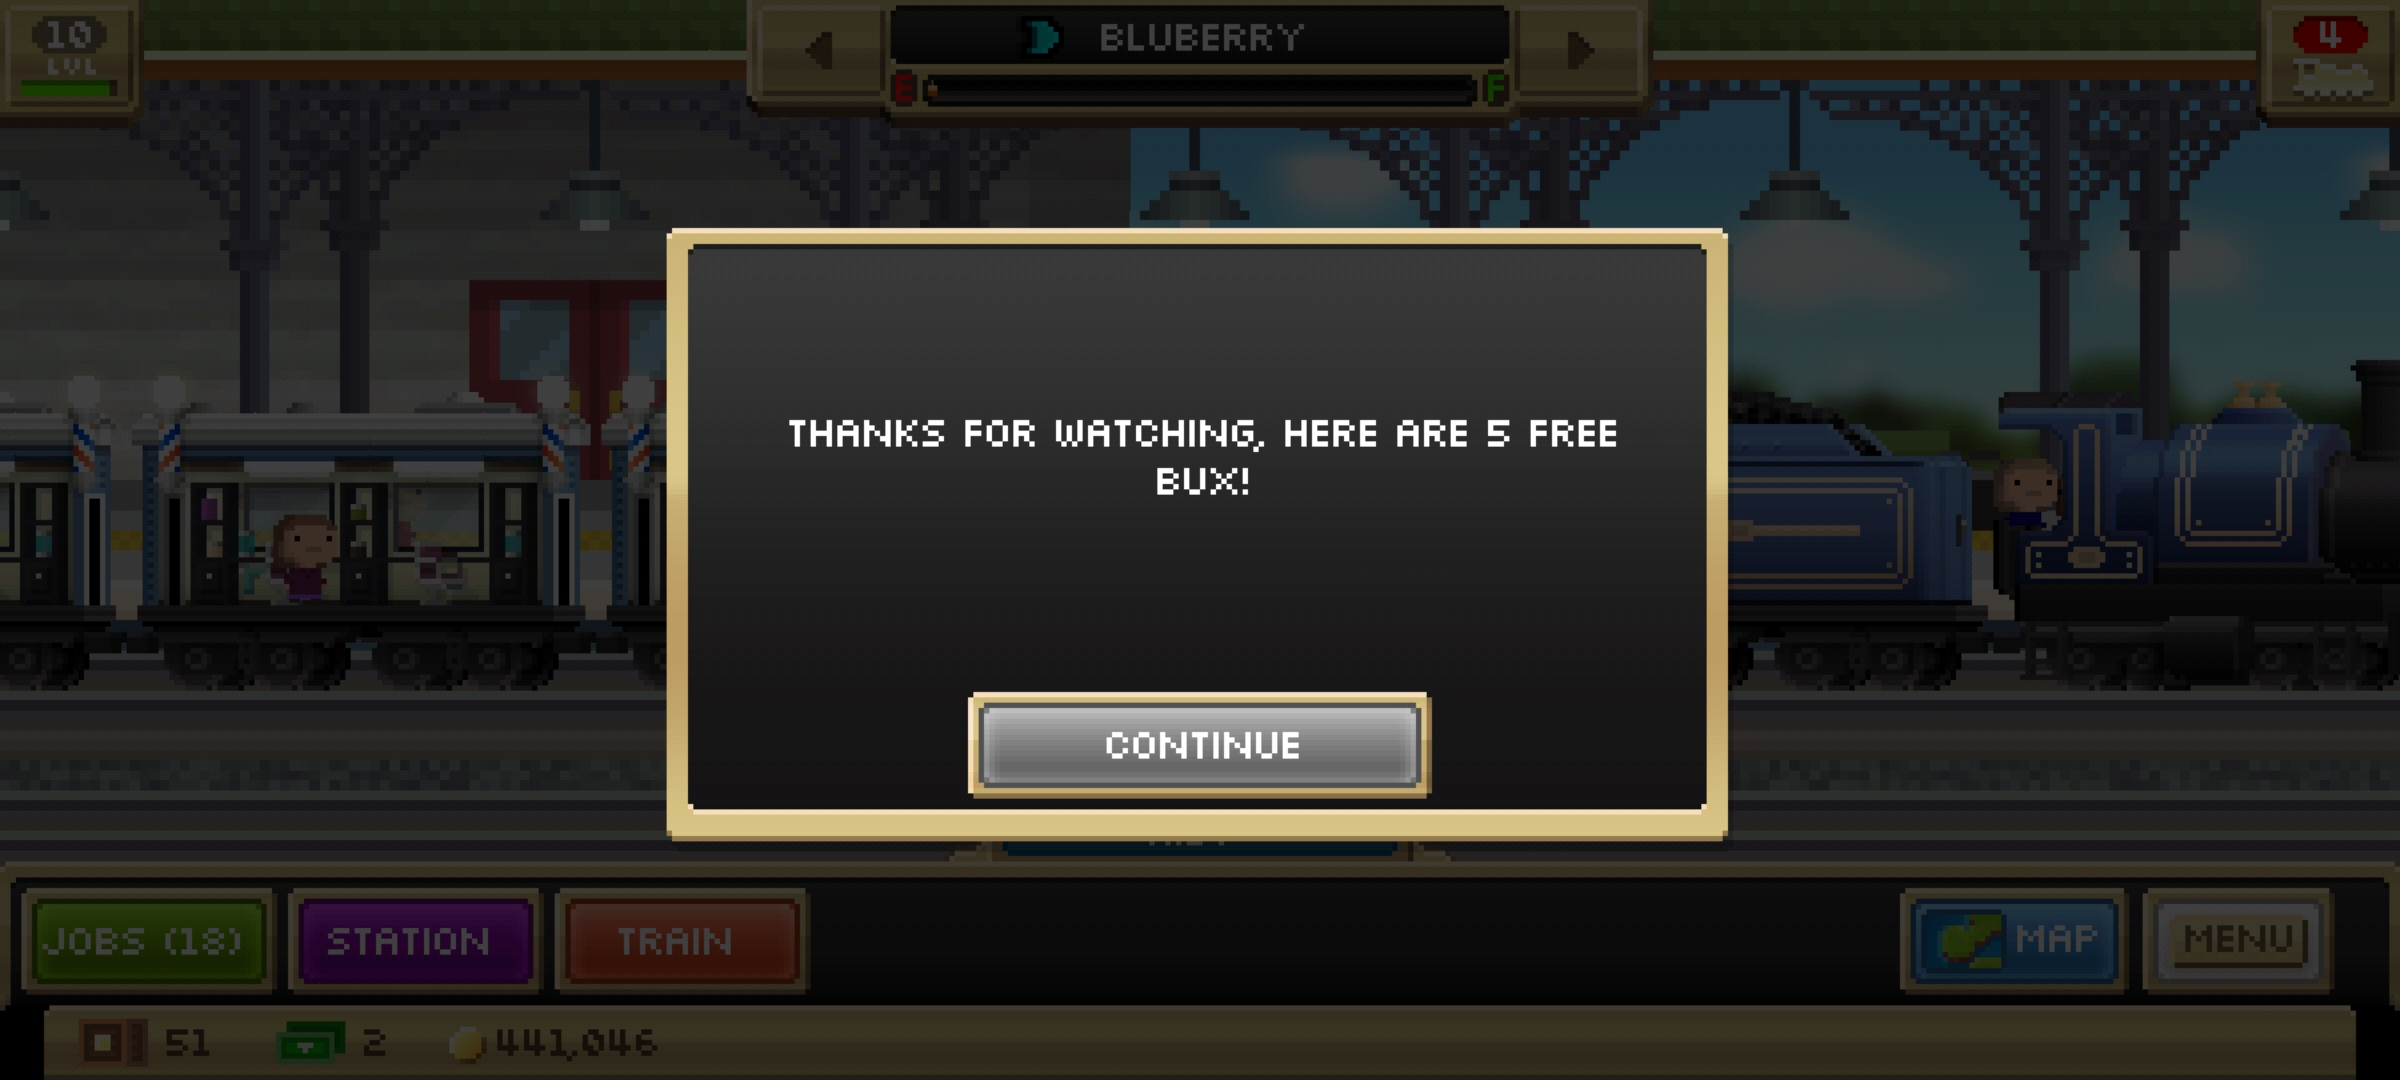 10
LVL
BLUBERRY
E F
4
THANKS FOR WATCHING, HERE ARE 5 FREE
BUX!
CONTINUE
JOBS (18)
STATION
TRAIN
MAP
MENU
51
2
441,046